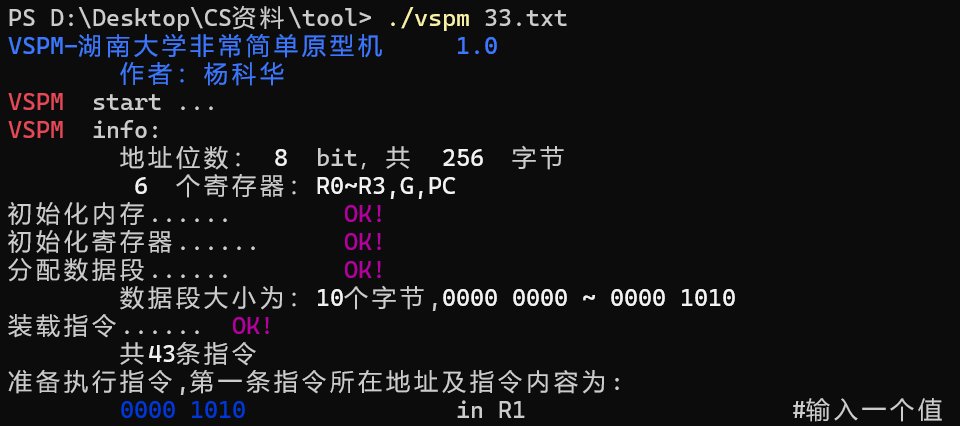 PS D:\Desktop\CS资料\tool> ./vspm 33.txt
VSPM-湖南大学非常简单原型机 1.0
作者: 杨科华
VSPM start ...
VSPM info:
地址位数: 8 bit, 共 256 字节
6 个寄存器: R0~R3,G,PC
初始化内存...... OK!
初始化寄存器...... OK!
分配数据段...... OK!
数据段大小为: 10个字节,0000 0000 ~ 0000 1010
装载指令...... OK!
共43条指令
准备执行指令,第一条指令所在地址及指令内容为:
0000 1010 in R1 #输入一个值